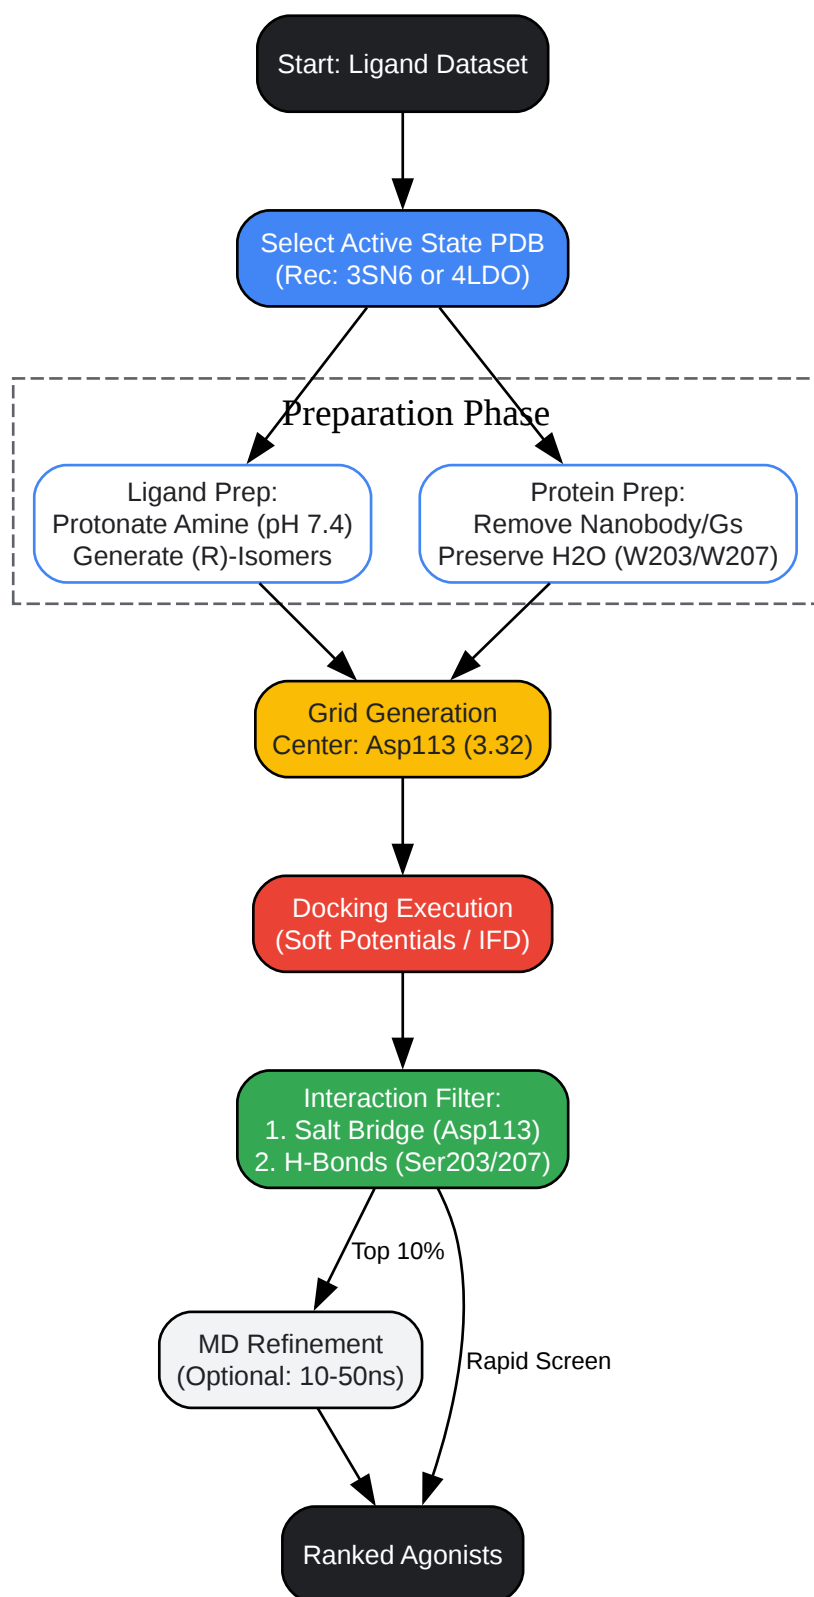 Start: Ligand Dataset
Select Active State PDB
(Rec: 3SN6 or 4LDO)
Preparation Phase
Ligand Prep:
Protonate Amine (pH 7.4)
Generate (R)-Isomers
Protein Prep:
Remove Nanobody/Gs
Preserve H2O (W203/W207)
Grid Generation
Center: Asp113 (3.32)
Docking Execution
(Soft Potentials / IFD)
Interaction Filter:
1. Salt Bridge (Asp113)
2. H-Bonds (Ser203/207)
Top 10%
MD Refinement
(Optional: 10-50ns)
Rapid Screen
Ranked Agonists